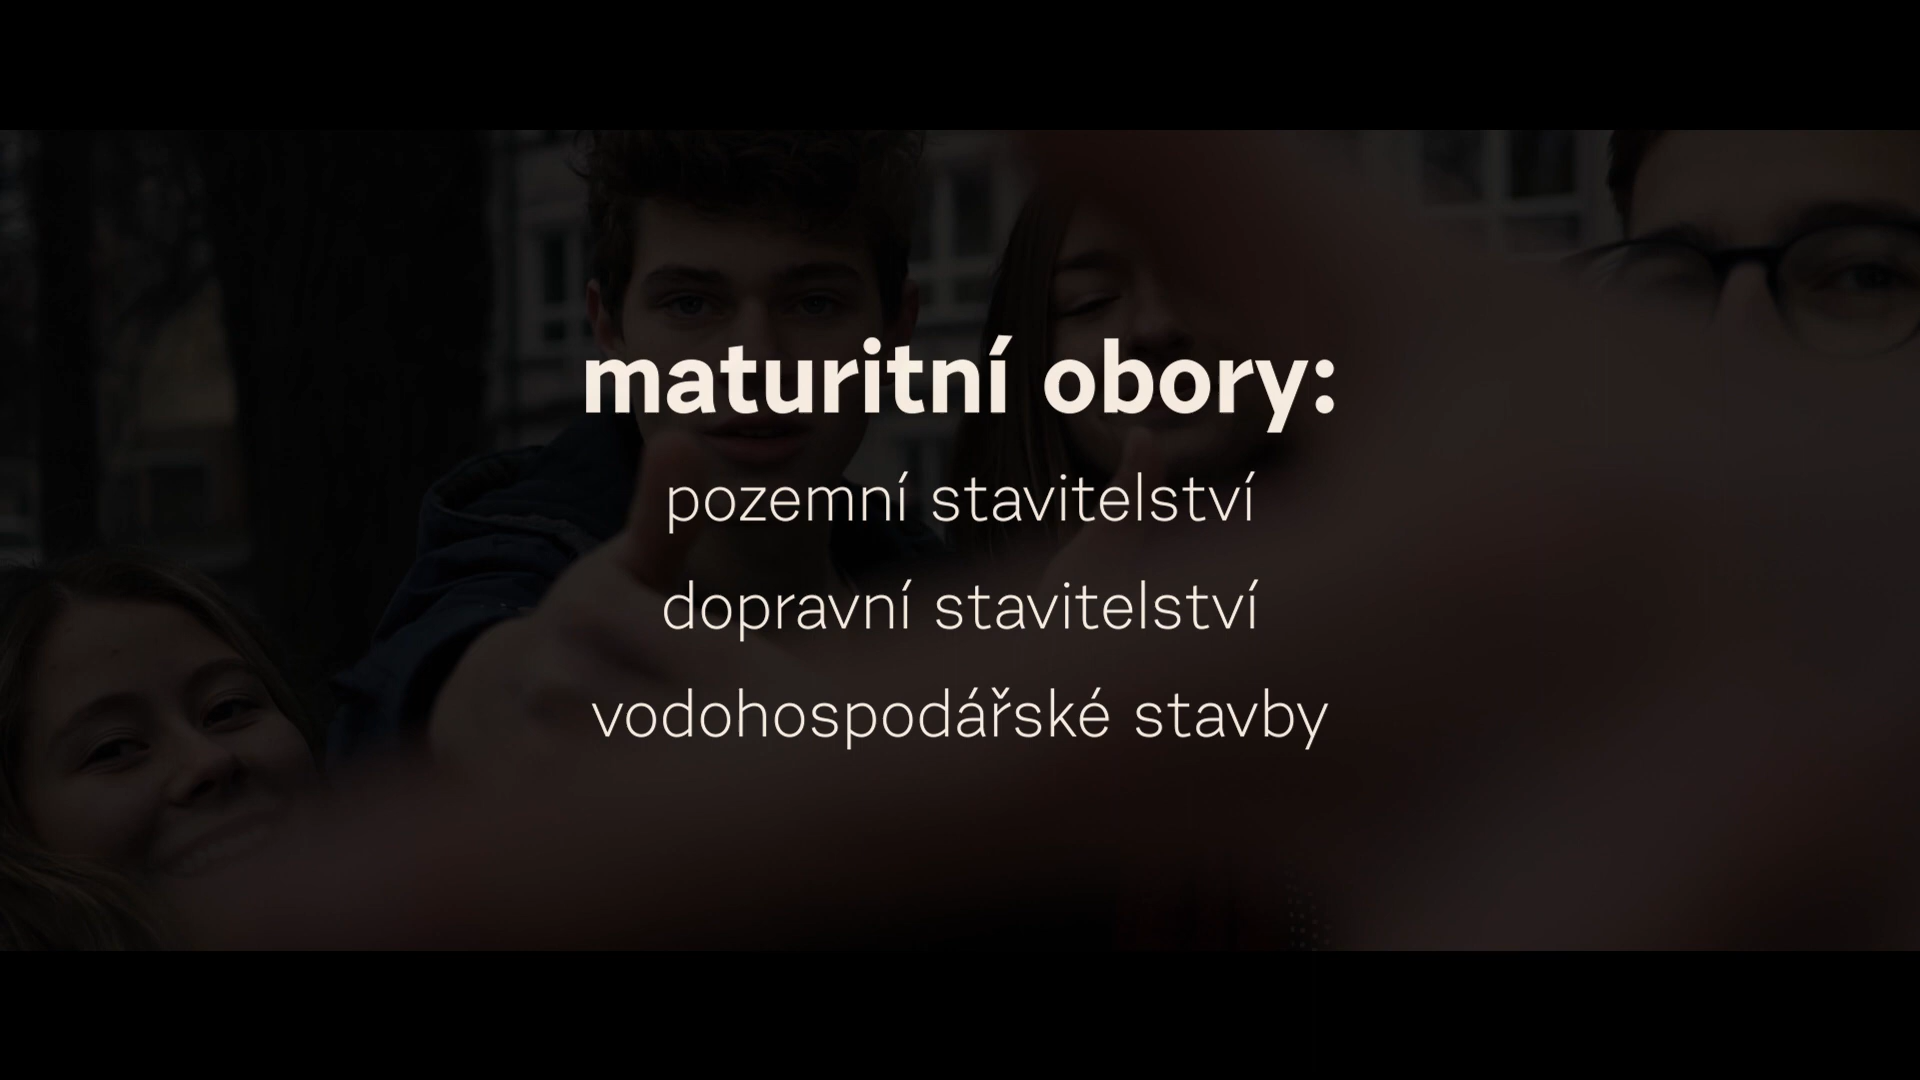 maturitní obory:
pozemní stavitelství
dopravní stavitelství
vodohospodářské stavby